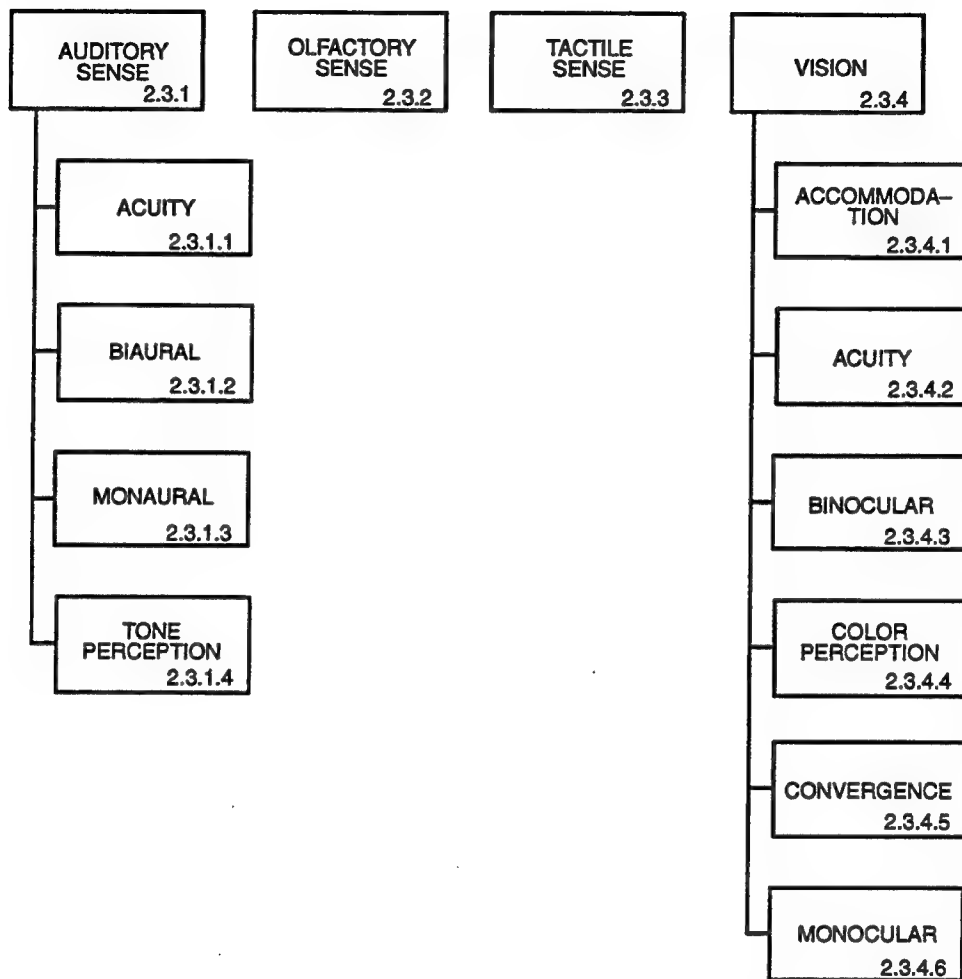 AUDITORY
SENSE
2.3.1
OLFACTORY
SENSE
2.3.2
TACTILE
SENSE
2.3.3
VISION
2.3.4
ACUITY
2.3.1.1
BIAURAL
2.3.1.2
MONAURAL
2.3.1.3
TONE
PERCEPTION
2.3.1.4
ACCOMMODA–
TION
2.3.4.1
ACUITY
2.3.4.2
BINOCULAR
2.3.4.3
COLOR
PERCEPTION
2.3.4.4
CONVERGENCE
2.3.4.5
MONOCULAR
2.3.4.6